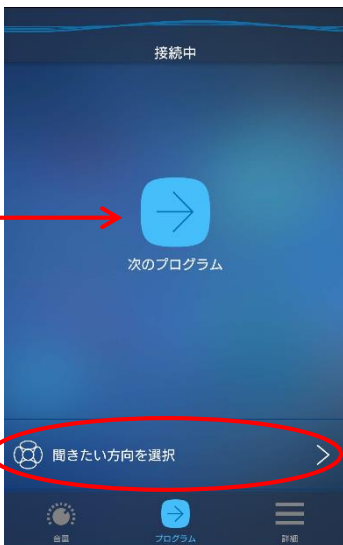 接続中
次のプログラム
聞きたい方向を選択
音量
プログラム
詳細